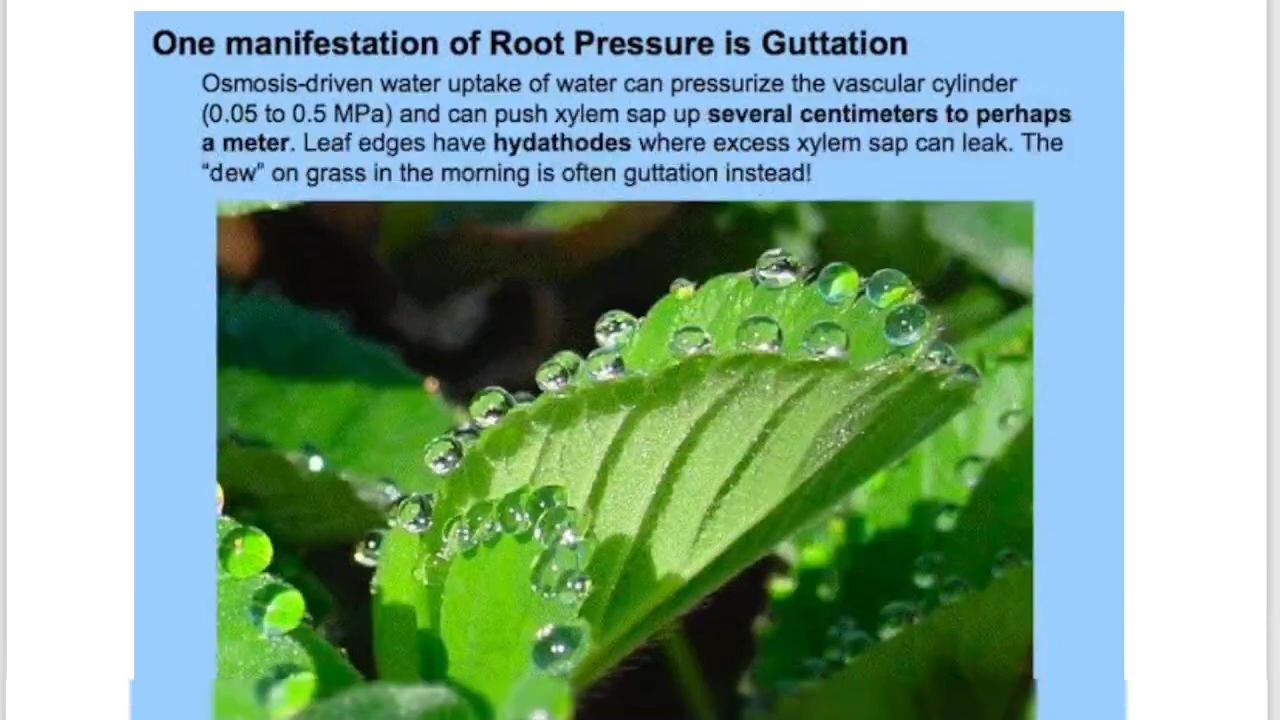 One manifestation of Root Pressure is Guttation
Osmosis-driven water uptake of water can pressurize the vascular cylinder
(0.05 to 0.5 MPa) and can push xylem sap up several centimeters to perhaps
a meter. Leaf edges have hydathodes where excess xylem sap can leak. The
“dew” on grass in the morning is often guttation instead!